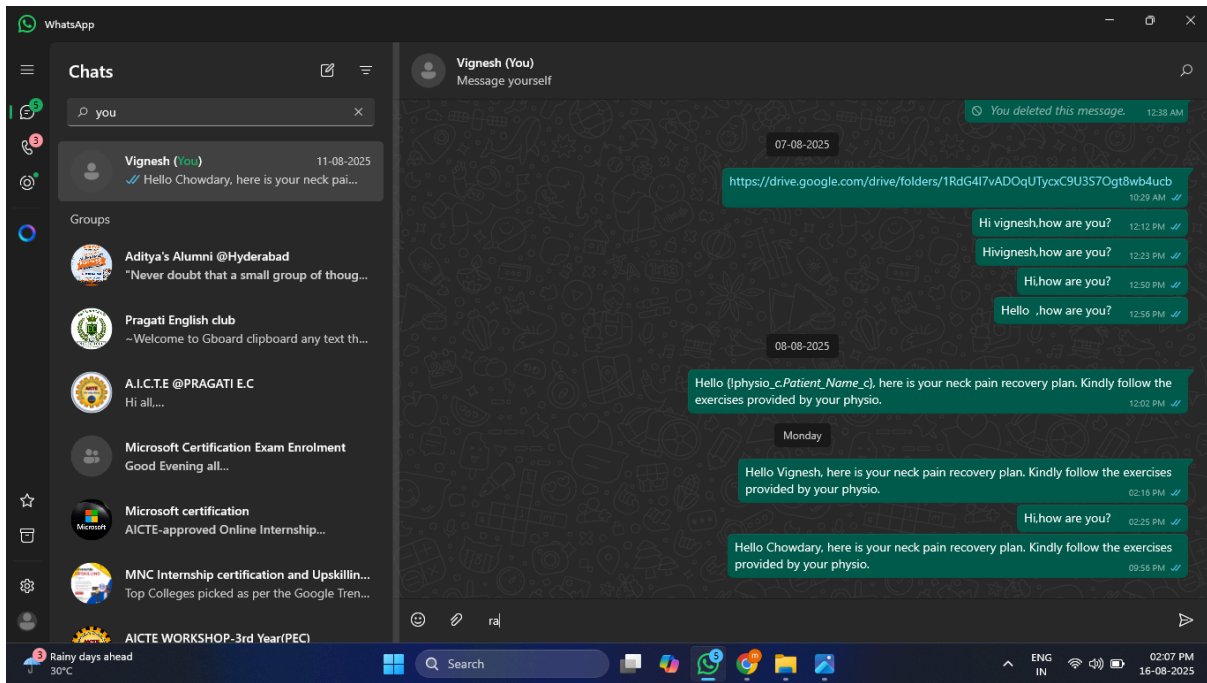 WhatsApp
5
3
Chats
you
Vignesh (You)
11-08-2025
Hello Chowdary, here is your neck pai...
Groups
Aditya's Alumni @Hyderabad
"Never doubt that a small group of thoug...
Pragati English club
~Welcome to Gboard clipboard any text th...
A.I.C.T.E @PRAGATI E.C
Hi all,...
Microsoft Certification Exam Enrolment
Good Evening all...
Microsoft
Microsoft certification
AICTE-approved Online Internship...
MNC Internship certification and Upskillin...
Top Colleges picked as per the Google Tren...
AICTE WORKSHOP-3rd Year(PEC)
Vignesh (You)
Message yourself
You deleted this message.
12:38 AM
07-08-2025
https://drive.google.com/drive/folders/1RdG4I7vADOqUTycxC9U3S7Ogt8wb4ucb
10:29 AM
Hi vignesh,how are you?
12:12 PM
Hivignesh,how are you?
12:23 PM
Hi,how are you?
12:50 PM
Hello ,how are you?
12:56 PM
08-08-2025
Hello {!physio_c.Patient_Name_c}, here is your neck pain recovery plan. Kindly follow the
exercises provided by your physio.
12:02 PM
Monday
Hello Vignesh, here is your neck pain recovery plan. Kindly follow the exercises
provided by your physio.
02:16 PM
Hi,how are you?
02:25 PM
Hello Chowdary, here is your neck pain recovery plan. Kindly follow the exercises
provided by your physio.
09:56 PM
ra
3
Rainy days ahead
30°C
Search
5
m
ENG
IN
02:07 PM
16-08-2025